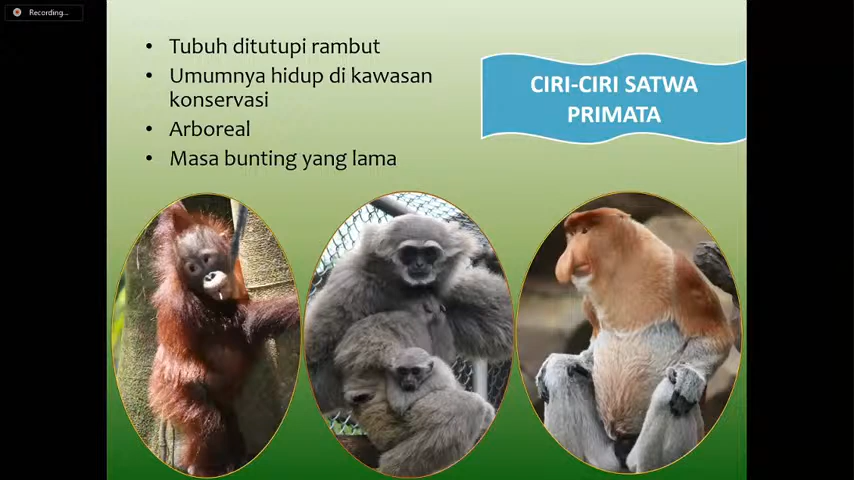 Recording...
• Tubuh ditutupi rambut
• Umumnya hidup di kawasan
konservasi
• Arboreal
• Masa bunting yang lama
CIRI-CIRI SATWA
PRIMATA